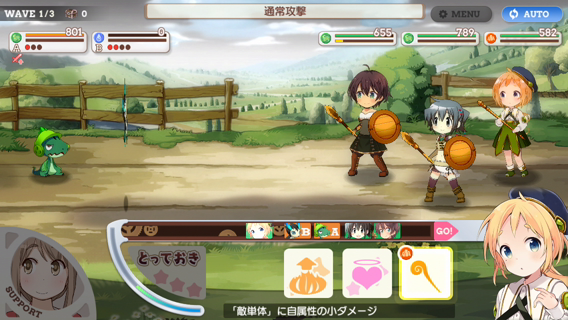 WAVE 1/3
0
通常攻撃
MENU
AUTO
801
A
0
B
655
789
582
B
A
GO!
とっておき
SUPPORT
「敵単体」に自属性の小ダメージ